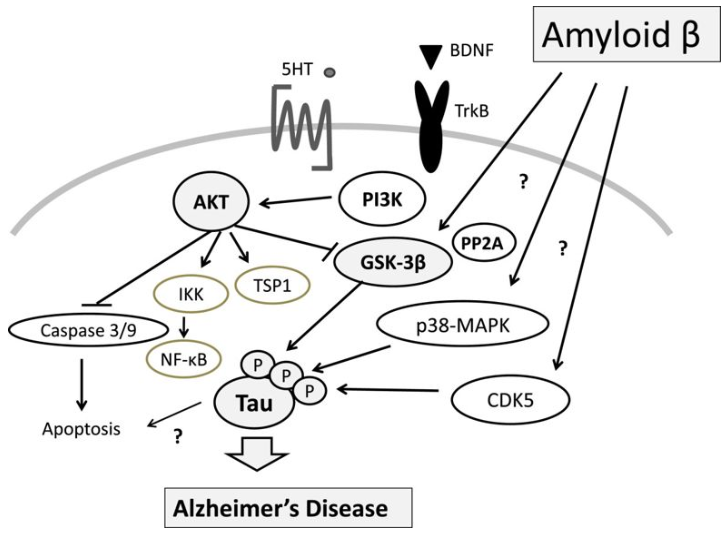 Amyloid β
BDNF
5HT
TrkB
?
AKT
PI3K
PP2A
?
GSK-3β
TSP1
IKK
Caspase 3/9
p38-MAPK
NF-κB
P
P
P
Tau
CDK5
Apoptosis
?
Alzheimer's Disease